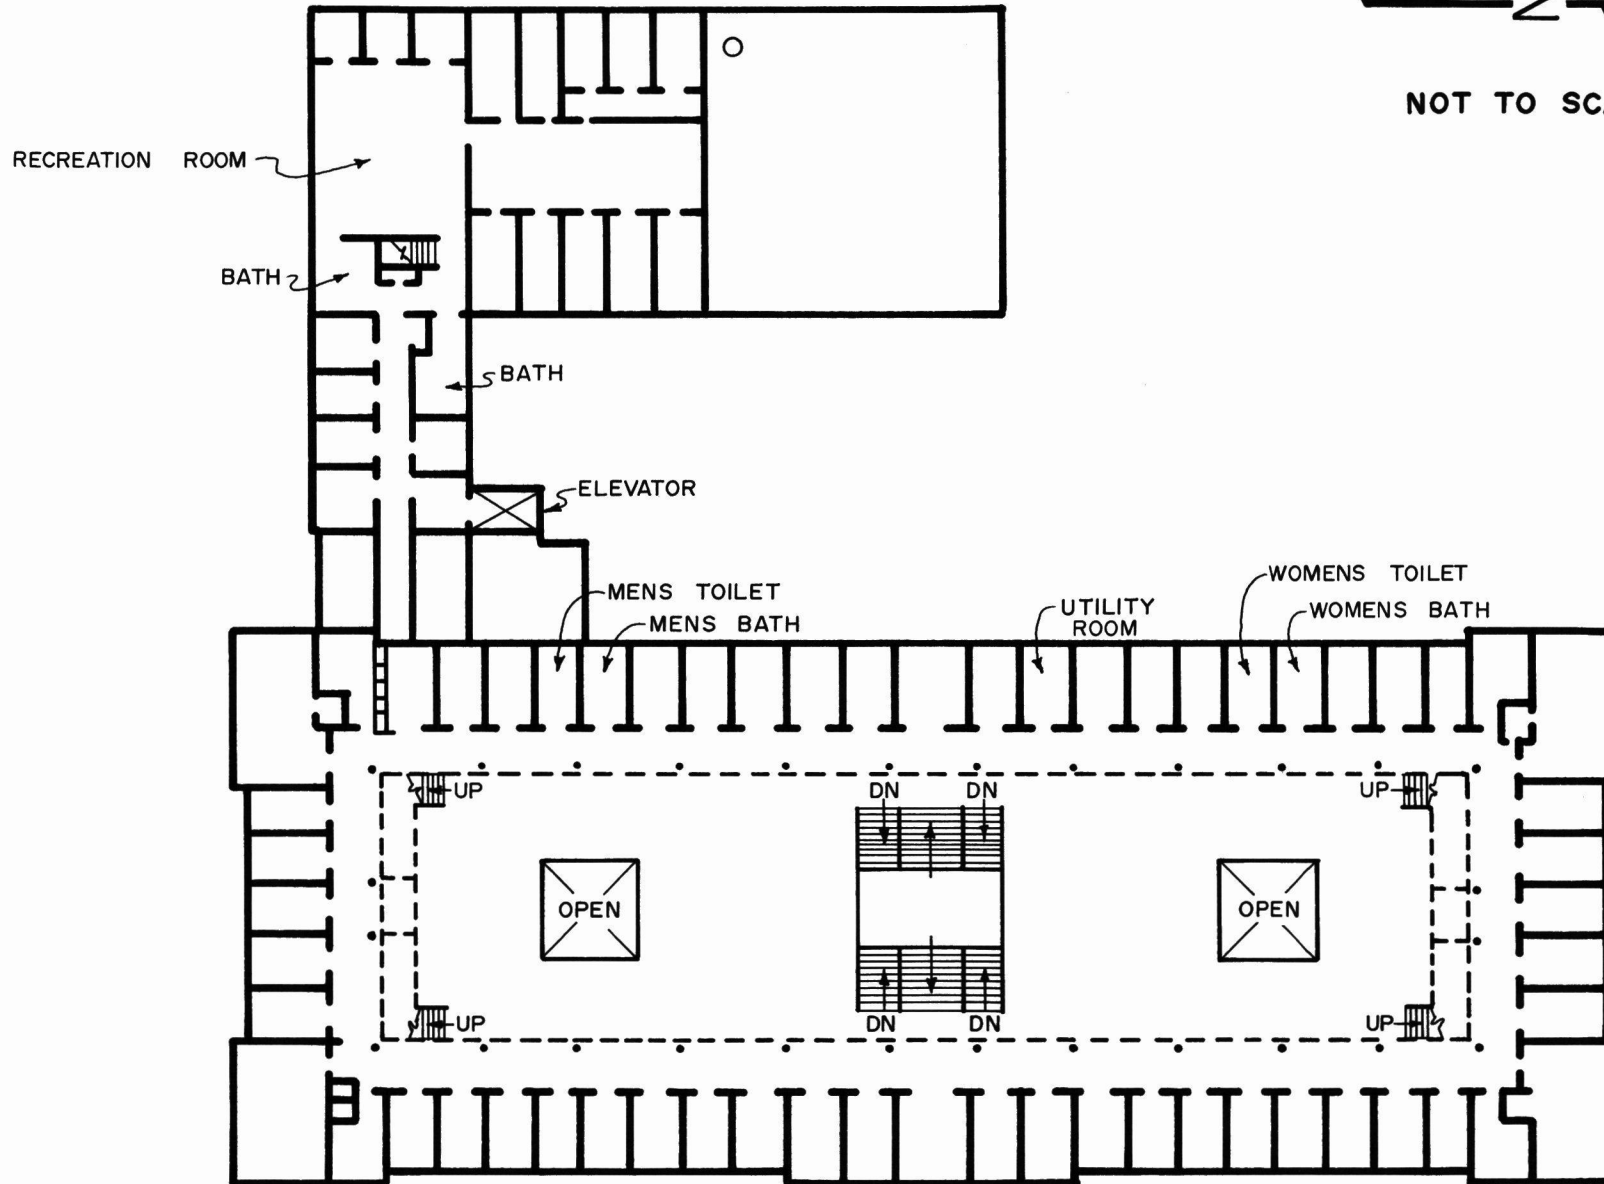 NOT TO
RECREATION ROOM
BATH
BATH
ELEVATOR
MENS TOILET
MENS BATH
UTILITY
ROOM
WOMENS TOILET
WOMENS BATH
UP
DN
DN
UP
OPEN
OPEN
UP
DN
DN
UP